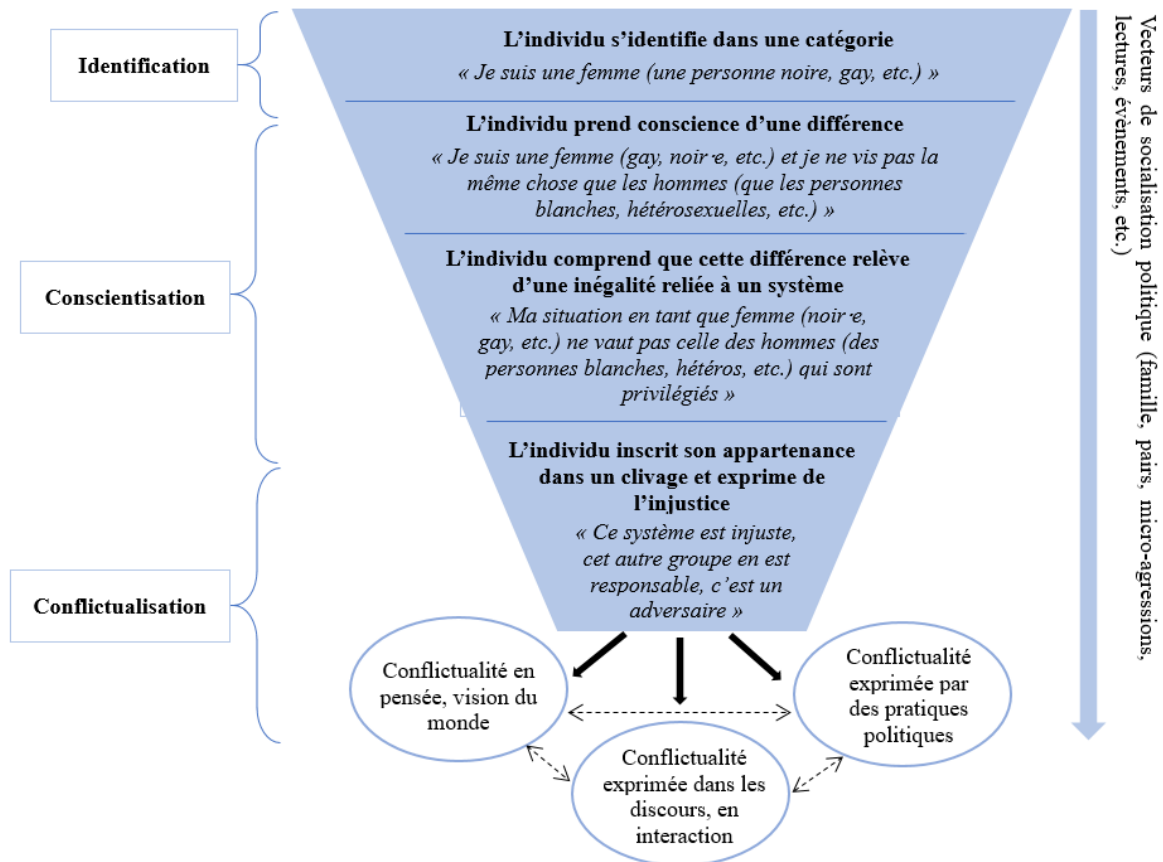 Identification
L’individu s’identifie dans une catégorie
« Je suis une femme (une personne noire, gay, etc.) »
Conscientisation
L’individu prend conscience d’une différence
« Je suis une femme (gay, noir·e, etc.) et je ne vis pas la
même chose que les hommes (que les personnes
blanches, hétérosexuelles, etc.) »
L’individu comprend que cette différence relève
d’une inégalité reliée à un système
« Ma situation en tant que femme (noir·e,
gay, etc.) ne vaut pas celle des hommes (des
personnes blanches, hétéros, etc.) qui sont
privilégiés »
Conflictualisation
L’individu inscrit son appartenance
dans un clivage et exprime de
l’injustice
« Ce système est injuste,
cet autre groupe en est
responsable, c’est un
adversaire »
Conflictualité en
pensée, vision du
monde
Conflictualité
exprimée dans les
discours, en
interaction
Conflictualité
exprimée par
des pratiques
politiques
Vecteurs de socialisation politique (famille, pairs, micro-agressions,
lectures, évènements, etc.)